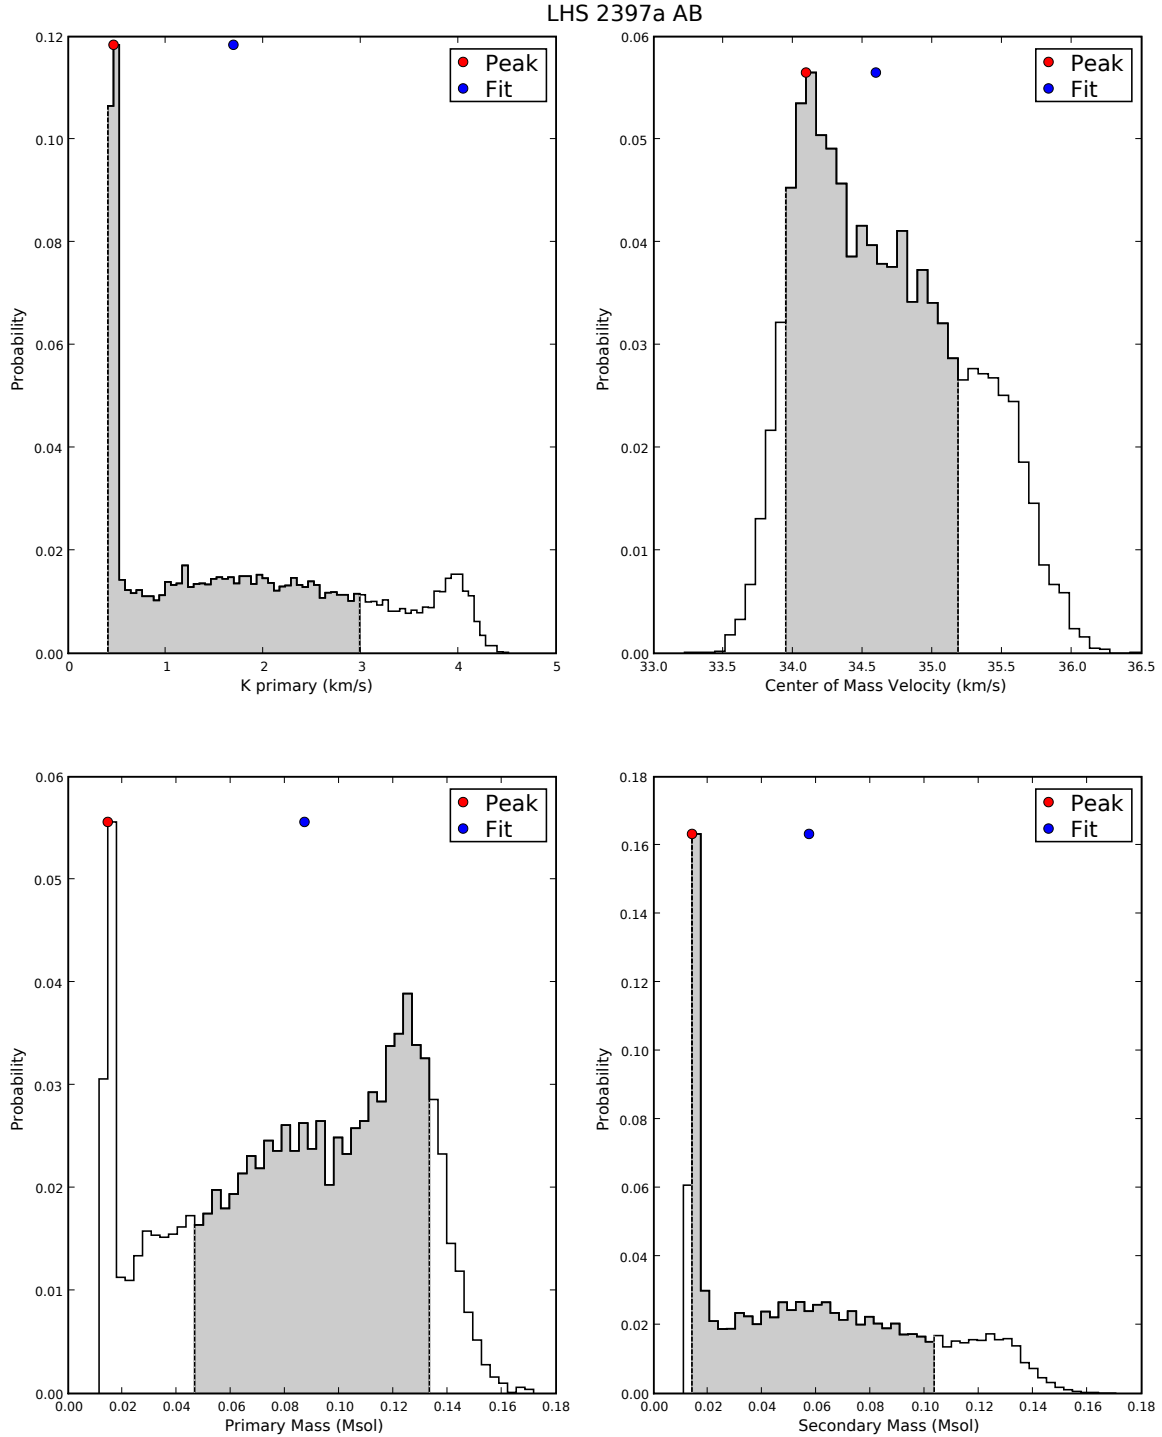 LHS 2397a AB
0.12
0.10
0.08
0.06
0.04
0.02
0.00
Probability
Peak
Fit
0 1 2 3 4 5
K primary (km/s)
0.06
0.05
0.04
0.03
0.02
0.01
0.00
Probability
Peak
Fit
33.0 33.5 34.0 34.5 35.0 35.5 36.0 36.5
Center of Mass Velocity (km/s)
0.06
0.05
0.04
0.03
0.02
0.01
0.00
Probability
Peak
Fit
0.00 0.02 0.04 0.06 0.08 0.10 0.12 0.14 0.16 0.18
Primary Mass (Msol)
0.18
0.16
0.14
0.12
0.10
0.08
0.06
0.04
0.02
0.00
Probability
Peak
Fit
0.00 0.02 0.04 0.06 0.08 0.10 0.12 0.14 0.16 0.18
Secondary Mass (Msol)